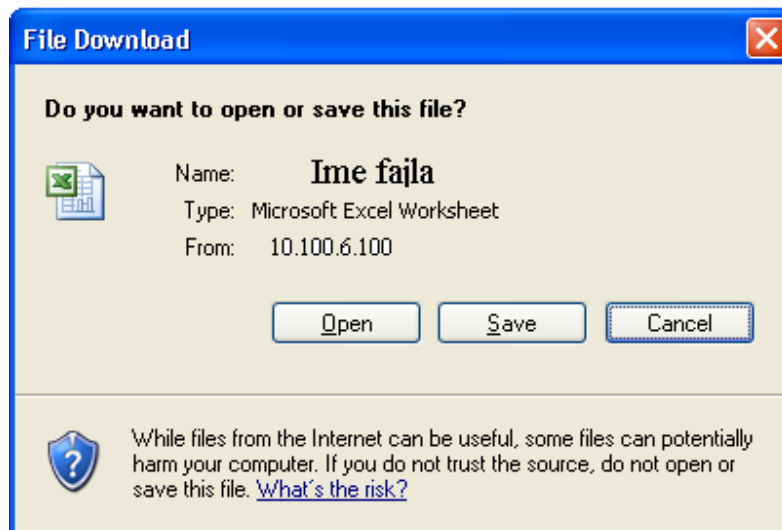 File Download
Do you want to open or save this file?
Name: Ime fajla
Type: Microsoft Excel Worksheet
From: 10.100.6.100
Open Save Cancel
While files from the Internet can be useful, some files can potentially
harm your computer. If you do not trust the source, do not open or
save this file. What's the risk?